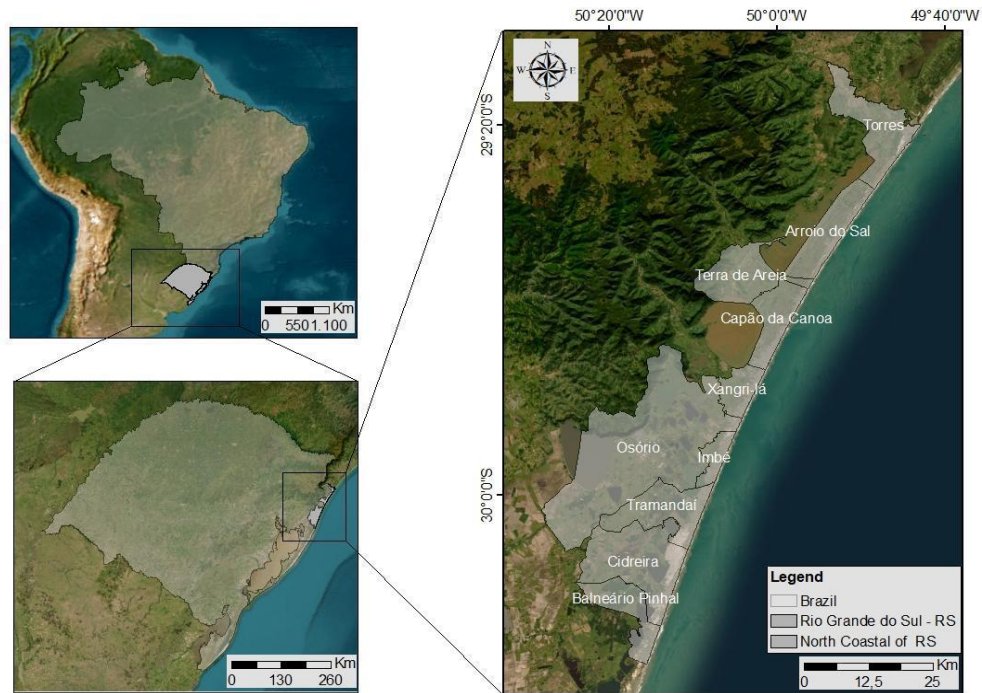 50°20'0"W 50°0'0"W 49°40'0"W
N
W E
S
29°20'0"S
30°0'0"S
Torres
Arroio do Sal
Terra de Areia
Capão da Canoa
Xangri-lá
Osório
Imbé
Tramandaí
Cidreira
Balneário Pinhal
Km
0 5501.100
Km
0 130 260
Legend
Brazil
Rio Grande do Sul - RS
North Coastal of RS
Km
0 12,5 25